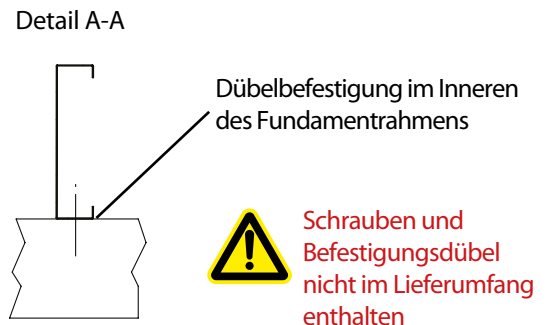 Detail A-A
Dübelbefestigung im Inneren
des Fundamentrahmens
Schrauben und
Befestigungsdübel
nicht im Lieferumfang
enthalten